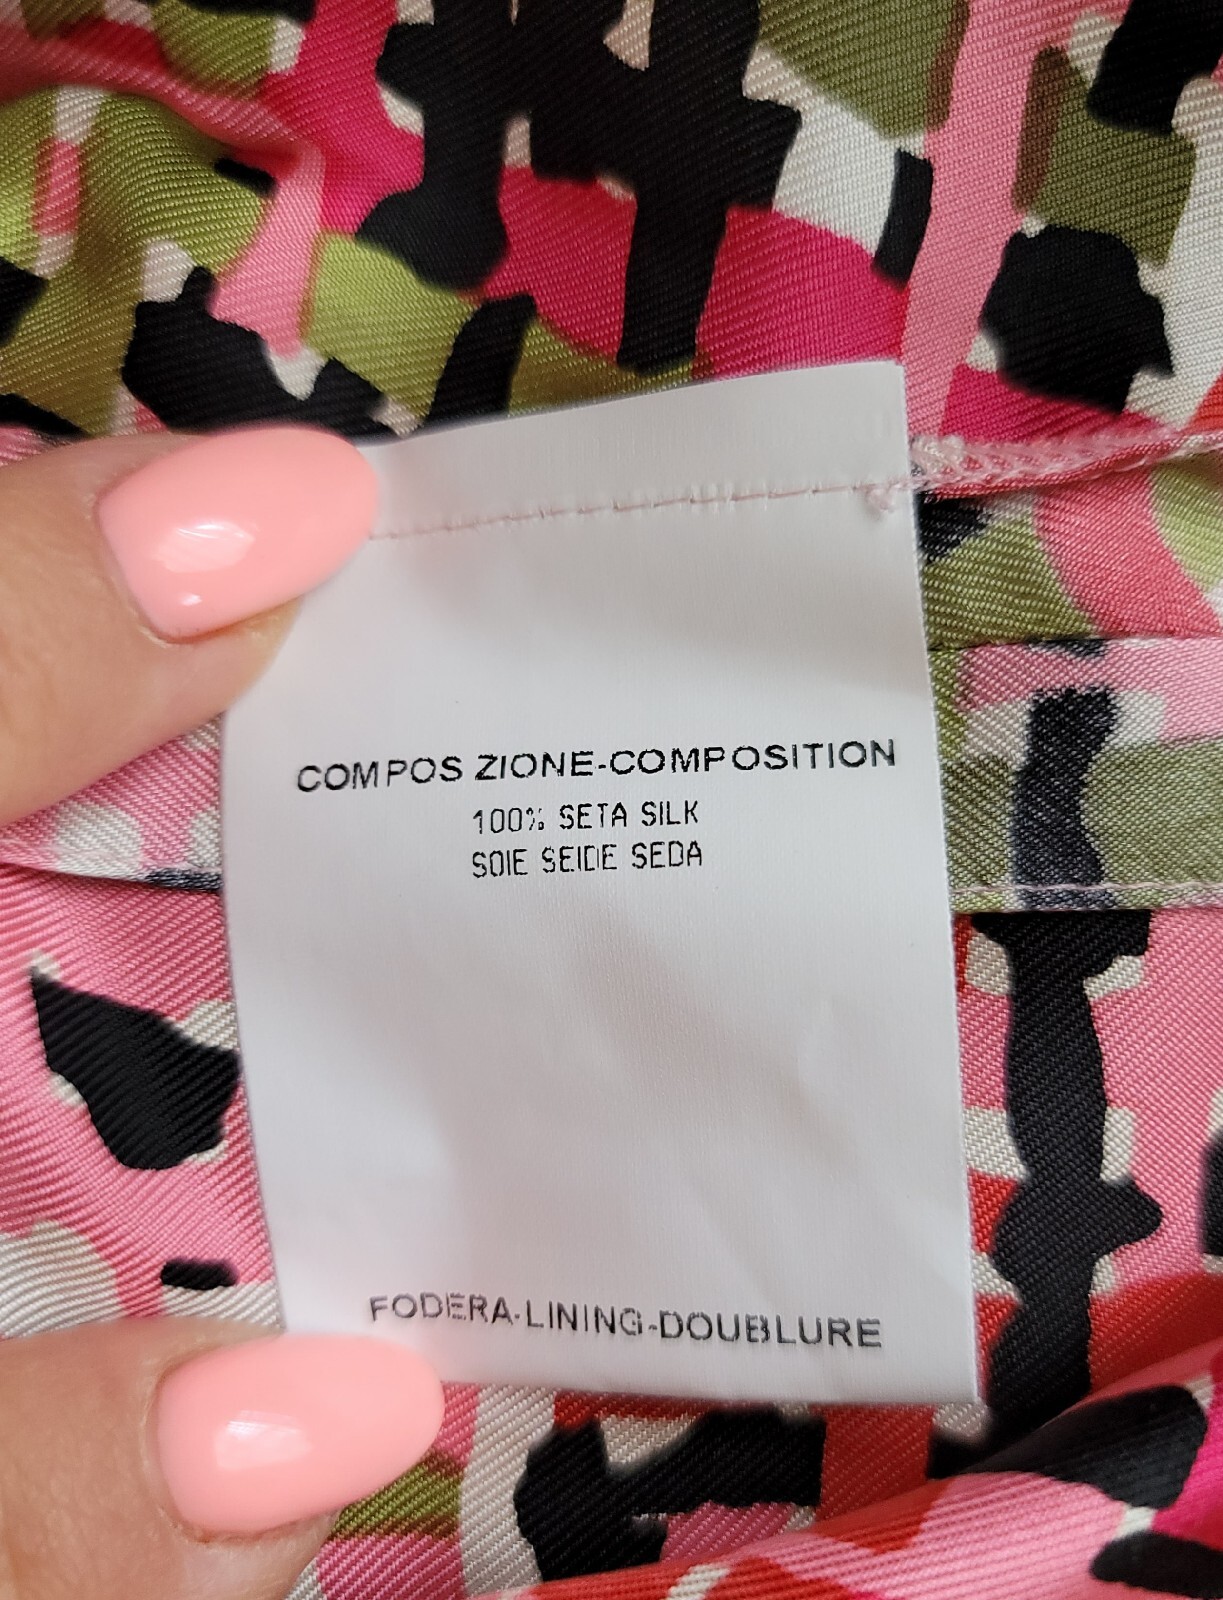 COMPOS ZIONE-COMPOSITION
100% SETA SILK
SOIE SEIDE SEDA
FODERA-LINING-DOUBLURE